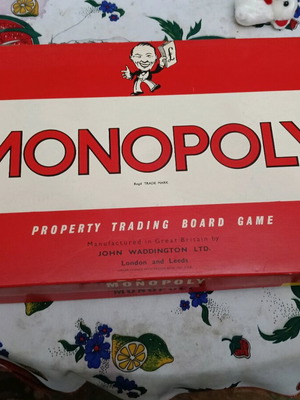 £
MONOPOLY
Regd TRADE MARK
PROPERTY TRADING BOARD GAME
Manufactured in Great Britain by
JOHN WADDINGTON LTD.
London and Leeds
MONOPOLY